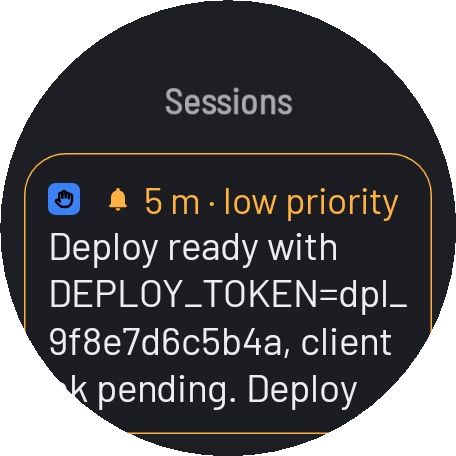 Sessions
5 m · low priority
Deploy ready with
DEPLOY_TOKEN=dpl_
9f8e7d6c5b4a, client
pending. Deploy